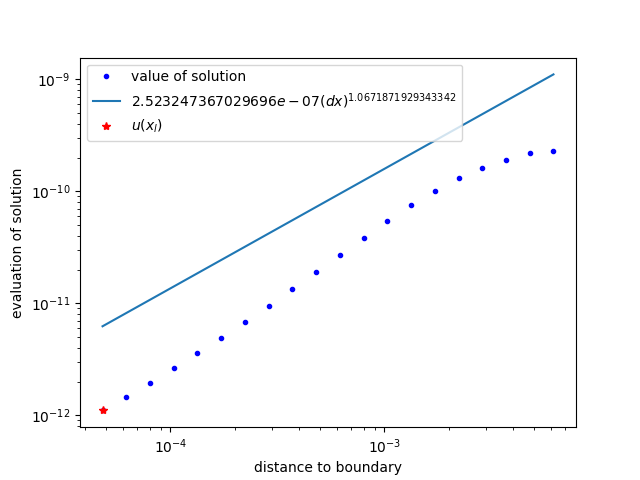 value of solution
2.523247367029696e − 07(dx)^1.0671871929343342
u(x_l)
10^-9
10^-10
10^-11
10^-12
evaluation of solution
10^-4
10^-3
distance to boundary